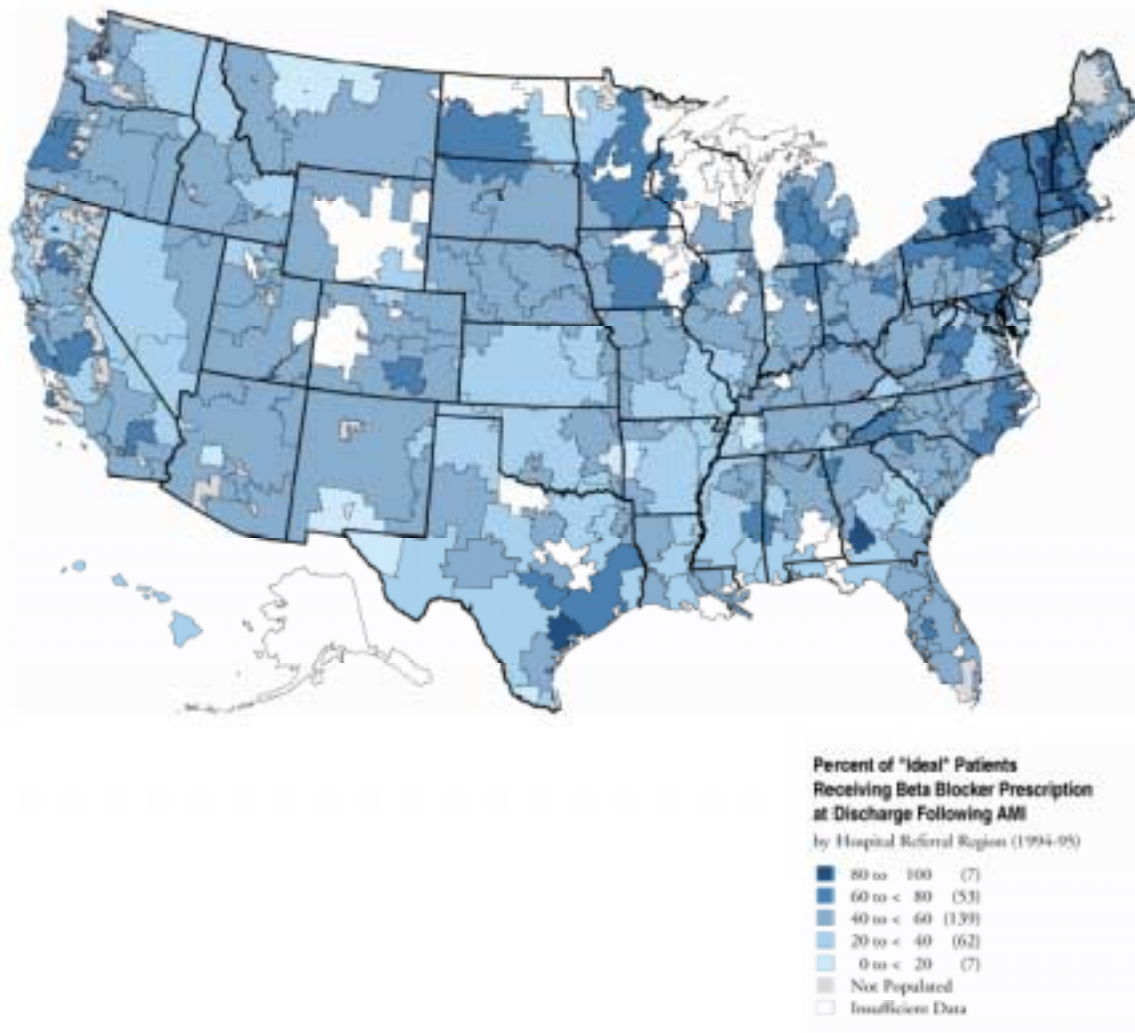 Percent of "Ideal" Patients
Receiving Beta Blocker Prescription
at Discharge Following AMI
by Hospital Referral Region (1994-95)
80 to 100 (7)
60 to < 80 (53)
40 to < 60 (139)
20 to < 40 (62)
0 to < 20 (7)
Not Populated
Insufficient Data